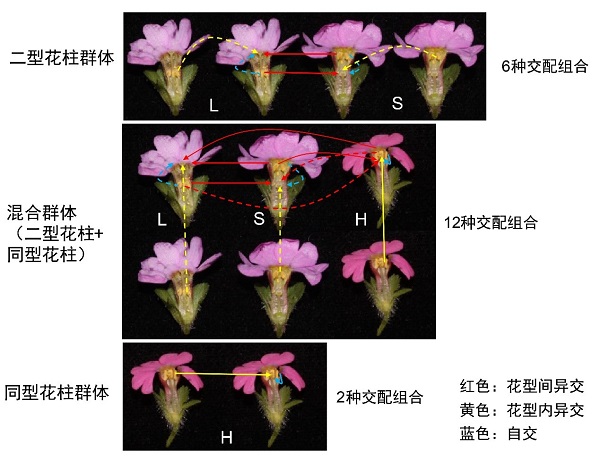 二型花柱群体
L
S
6种交配组合
混合群体
（二型花柱+
同型花柱）
L
S
H
12种交配组合
同型花柱群体
H
2种交配组合
红色：花型间异交
黄色：花型内异交
蓝色：自交